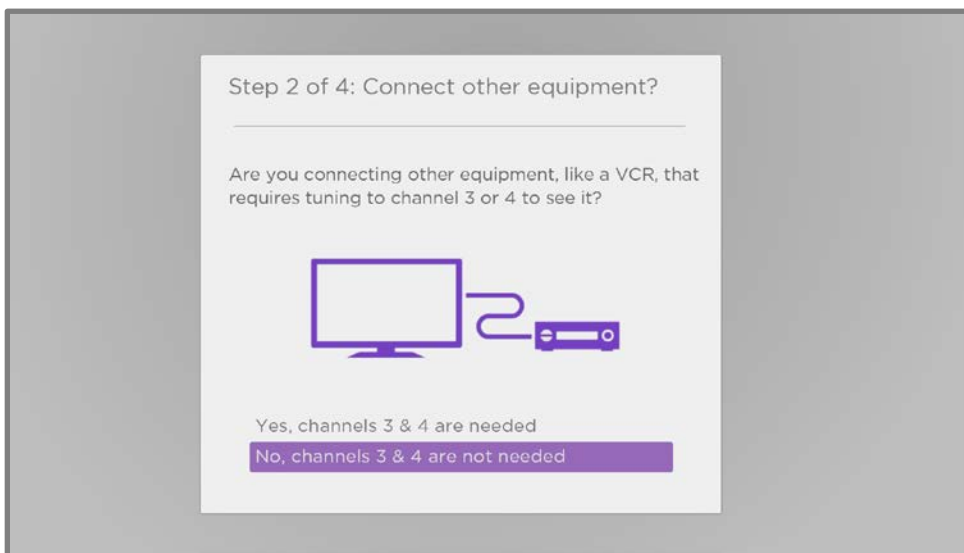 Step 2 of 4: Connect other equipment?
Are you connecting other equipment, like a VCR, that
requires tuning to channel 3 or 4 to see it?
Yes, channels 3 & 4 are needed
No, channels 3 & 4 are not needed